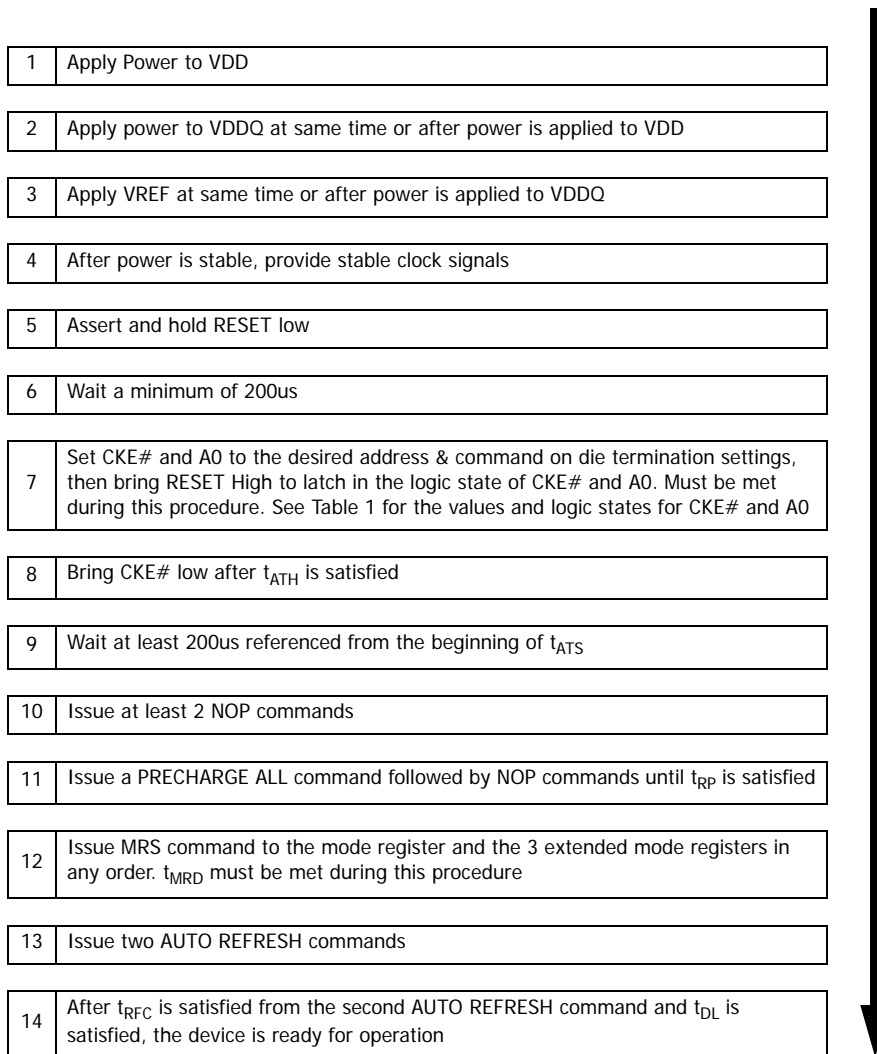 1 Apply Power to VDD
2 Apply power to VDDQ at same time or after power is applied to VDD
3 Apply VREF at same time or after power is applied to VDDQ
4 After power is stable, provide stable clock signals
5 Assert and hold RESET low
6 Wait a minimum of 200us
7 Set CKE# and A0 to the desired address & command on die termination settings,
then bring RESET High to latch in the logic state of CKE# and A0. Must be met
during this procedure. See Table 1 for the values and logic states for CKE# and A0
8 Bring CKE# low after tATH is satisfied
9 Wait at least 200us referenced from the beginning of tATS
10 Issue at least 2 NOP commands
11 Issue a PRECHARGE ALL command followed by NOP commands until tRP is satisfied
12 Issue MRS command to the mode register and the 3 extended mode registers in
any order. tMRD must be met during this procedure
13 Issue two AUTO REFRESH commands
14 After tRFC is satisfied from the second AUTO REFRESH command and tDL is
satisfied, the device is ready for operation